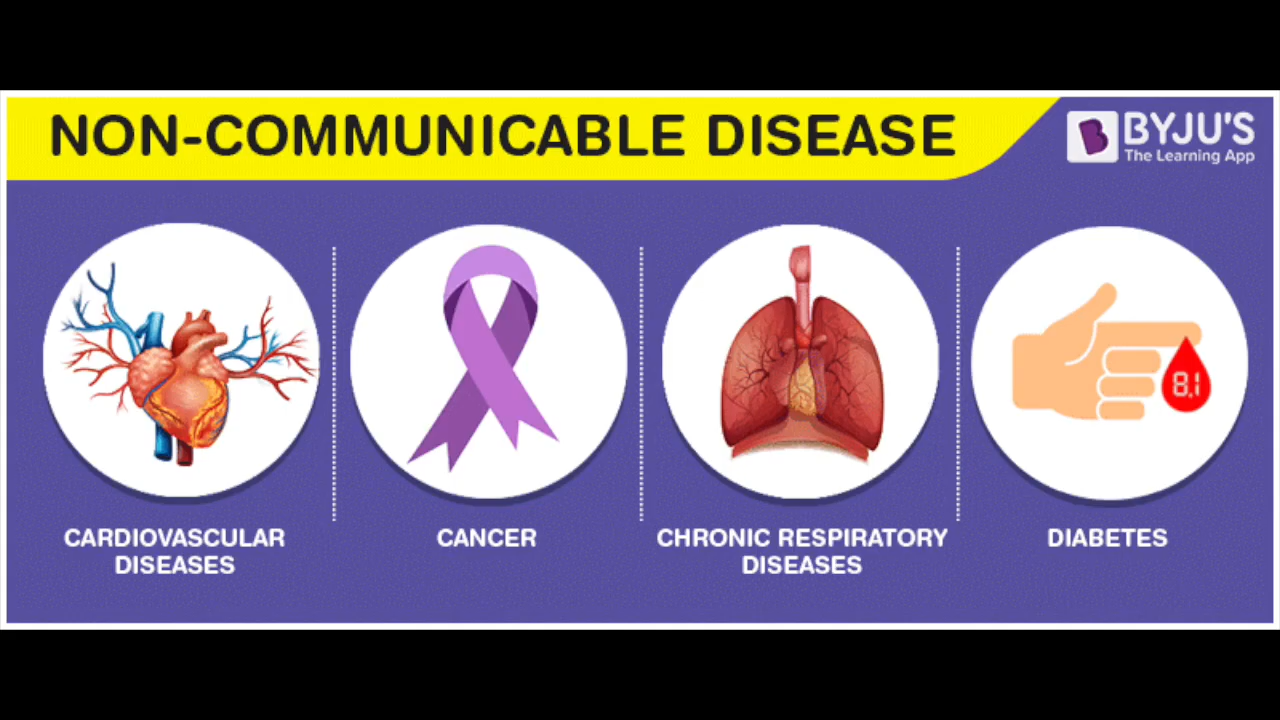 NON-COMMUNICABLE DISEASE
BYJU'S
The Learning App
8.1
CARDIOVASCULAR
DISEASES
CANCER
CHRONIC RESPIRATORY
DISEASES
DIABETES